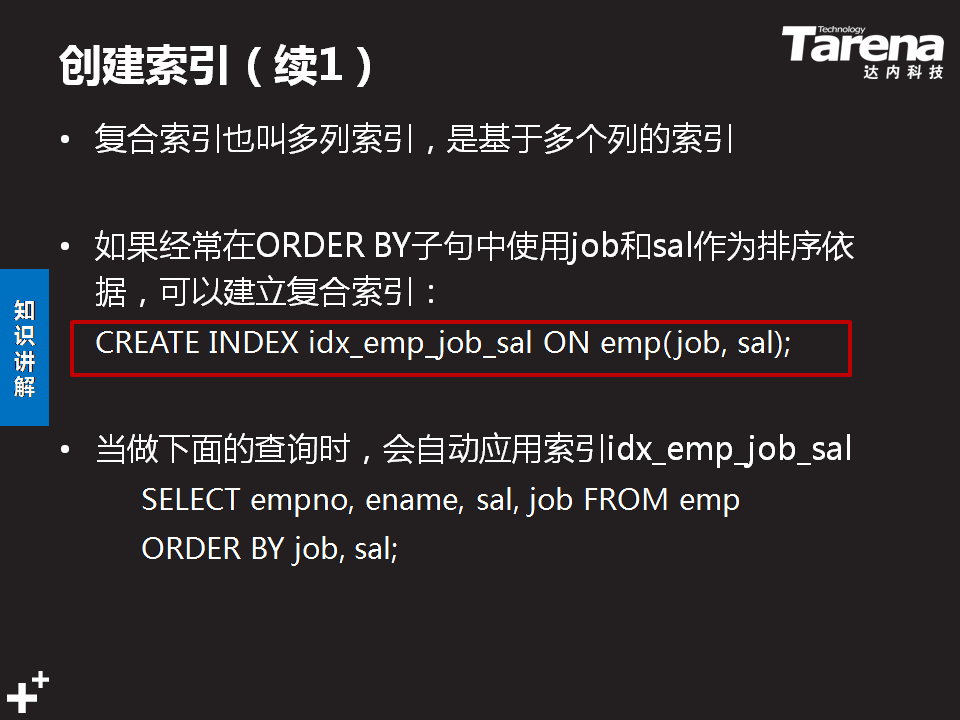 创建索引（续1）
Technology
Tarena
达内科技
• 复合索引也叫多列索引，是基于多个列的索引
• 如果经常在ORDER BY子句中使用job和sal作为排序依
据，可以建立复合索引：
CREATE INDEX idx_emp_job_sal ON emp(job, sal);
知识讲解
• 当做下面的查询时，会自动应用索引idx_emp_job_sal
SELECT empno, ename, sal, job FROM emp
ORDER BY job, sal;